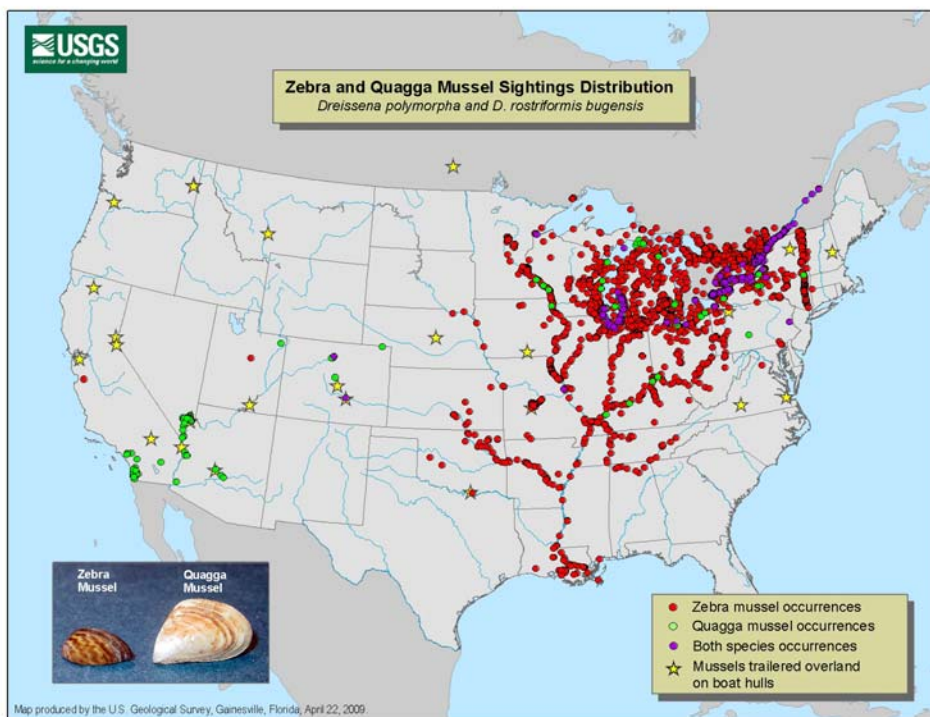 USGS
science for a changing world
Zebra and Quagga Mussel Sightings Distribution
Dreissena polymorpha and D. rostriformis bugensis
Zebra
Mussel
Quagga
Mussel
Zebra mussel occurrences
Quagga mussel occurrences
Both species occurrences
Mussels trailered overland
on boat hulls
Map produced by the U.S. Geological Survey, Gainesville, Florida, April 22, 2009.